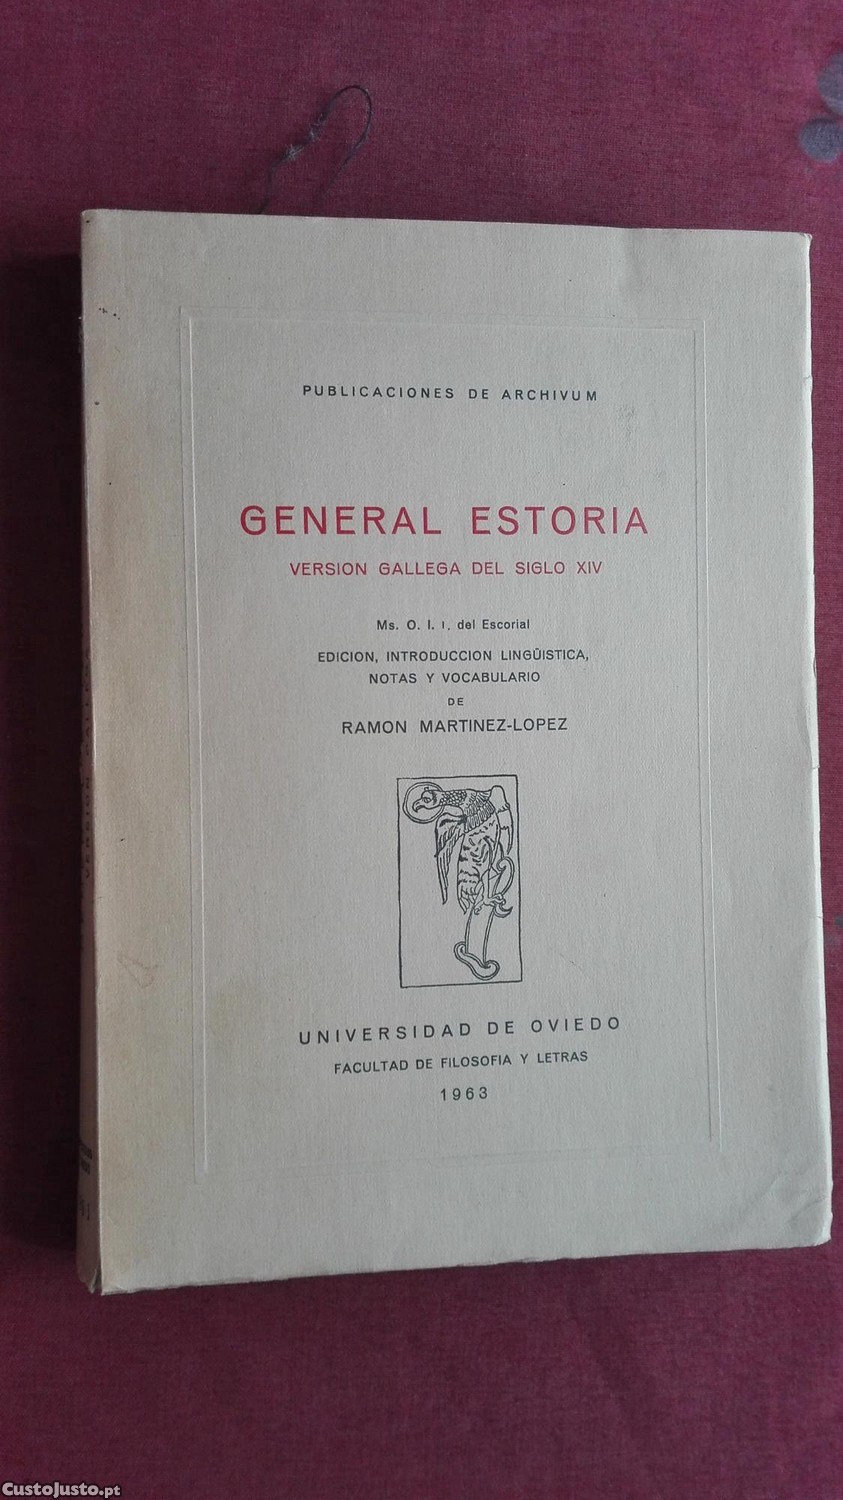 PUBLICACIONES DE ARCHIVUM
GENERAL ESTORIA
VERSION GALLEGA DEL SIGLO XIV
Ms. O. I. I. del Escorial
EDICION, INTRODUCCION LINGÜISTICA,
NOTAS Y VOCABULARIO
DE
RAMON MARTINEZ-LOPEZ
UNIVERSIDAD DE OVIEDO
FACULTAD DE FILOSOFIA Y LETRAS
1963
CustoJusto.pt